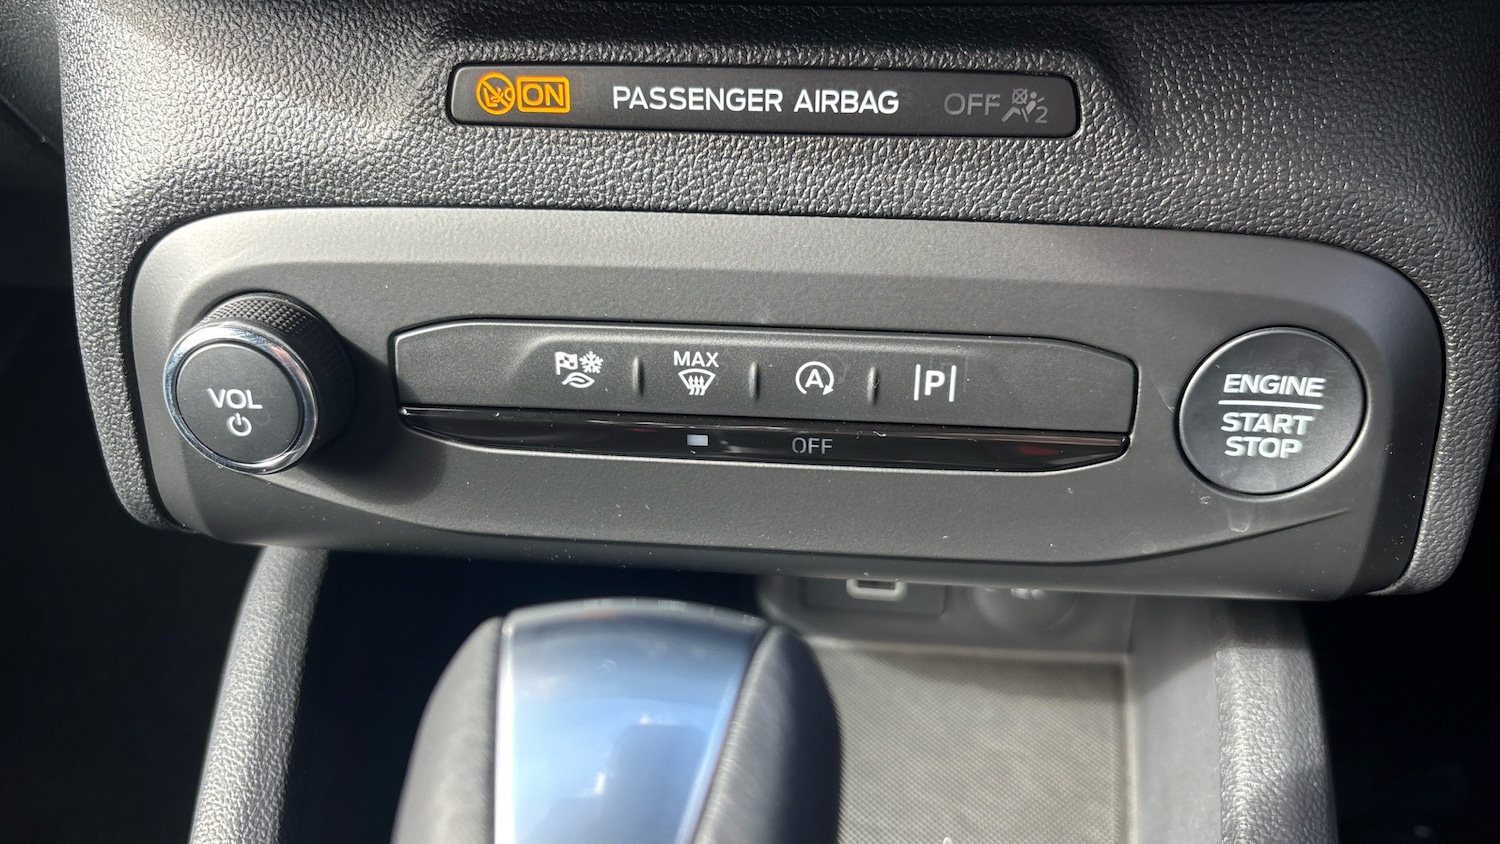 ON PASSENGER AIRBAG OFF 2
VOL
MAX
A
P
OFF
ENGINE
START
STOP